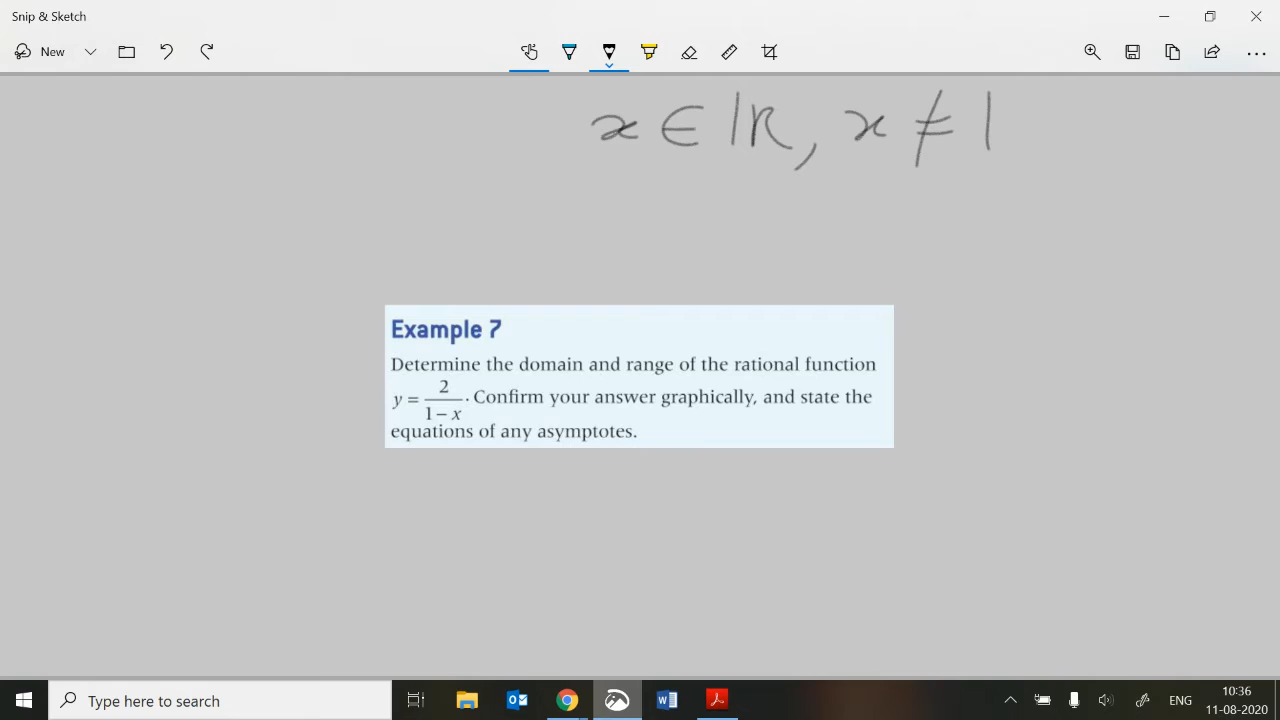 Snip & Sketch
New
x ∈ ℝ, x ≠ 1
Example 7
Determine the domain and range of the rational function
y = 2/(1 − x). Confirm your answer graphically, and state the
equations of any asymptotes.
Type here to search
ENG
10:36
11-08-2020